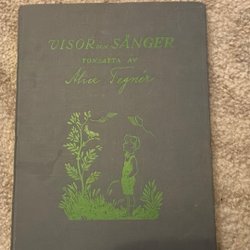 VISOR och SÅNGER
TONSATTA AV
Alice Tegnér